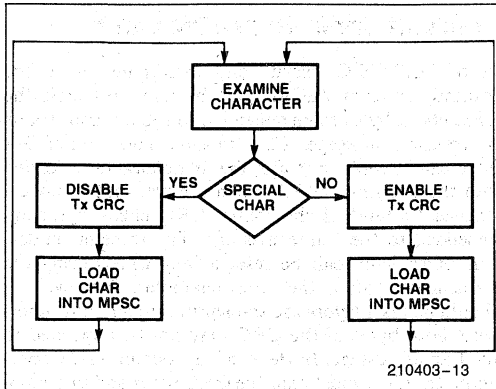 EXAMINE
CHARACTER
YES
SPECIAL
CHAR
NO
DISABLE
Tx CRC
ENABLE
Tx CRC
LOAD
CHAR
INTO MPSC
LOAD
CHAR
INTO MPSC
210403-13